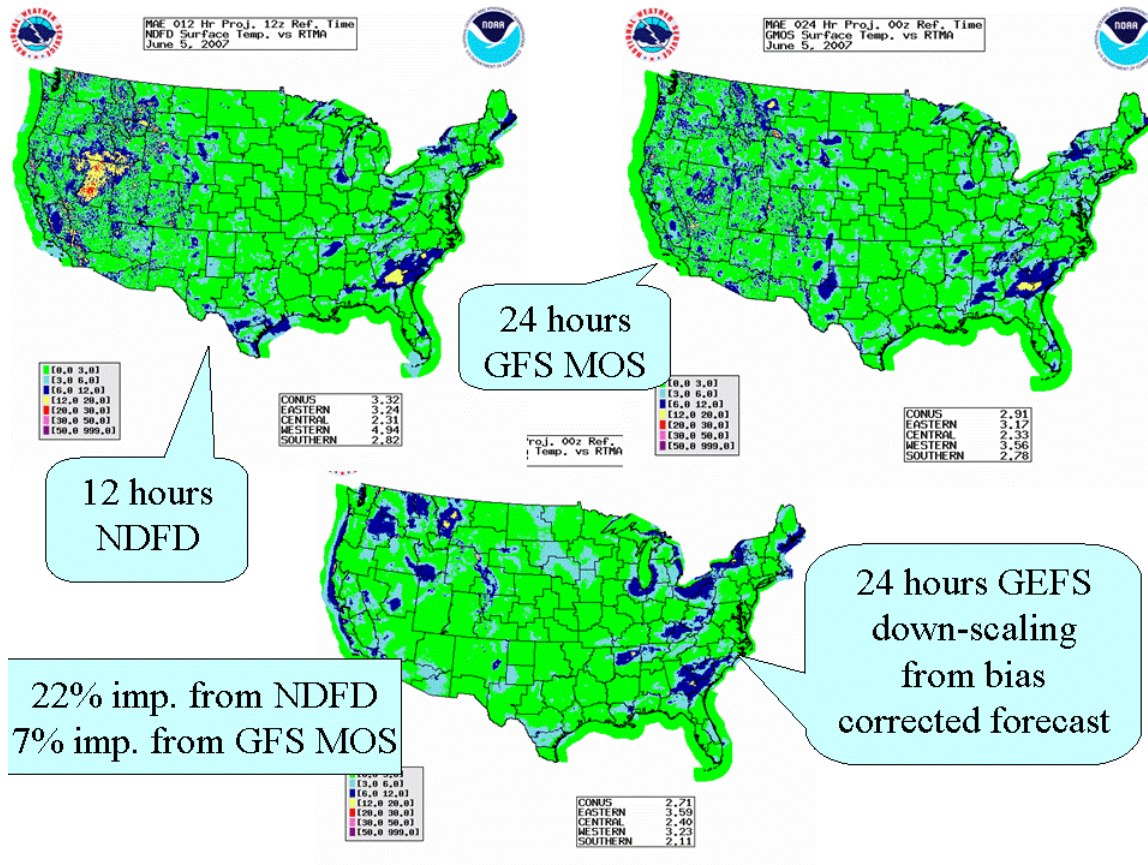 MAE 012 Hr Proj. 12z Ref. Time
NDFD Surface Temp. vs RTMA
June 5, 2007
NOAA
MAE 024 Hr Proj. 00z Ref. Time
GMOS Surface Temp. vs RTMA
June 5, 2007
NOAA
24 hours
GFS MOS
[0.0 3.0]
[3.0 6.0]
[6.0 12.0]
[12.0 20.0]
[20.0 30.0]
[30.0 50.0]
[50.0 999.0]
CONUS 3.32
EASTERN 3.24
CENTRAL 2.31
WESTERN 4.94
SOUTHERN 2.82
[0.0 3.0]
[3.0 6.0]
[6.0 12.0]
[12.0 20.0]
[20.0 30.0]
[30.0 50.0]
[50.0 999.0]
CONUS 2.91
EASTERN 3.17
CENTRAL 2.33
WESTERN 3.56
SOUTHERN 2.78
Proj. 00z Ref.
Temp. vs RTMA
12 hours
NDFD
24 hours GEFS
down-scaling
from bias
corrected forecast
22% imp. from NDFD
7% imp. from GFS MOS
[3.0 6.0]
[6.0 12.0]
[12.0 20.0]
[20.0 30.0]
[30.0 50.0]
[50.0 999.0]
CONUS 2.71
EASTERN 3.59
CENTRAL 2.40
WESTERN 3.23
SOUTHERN 2.11